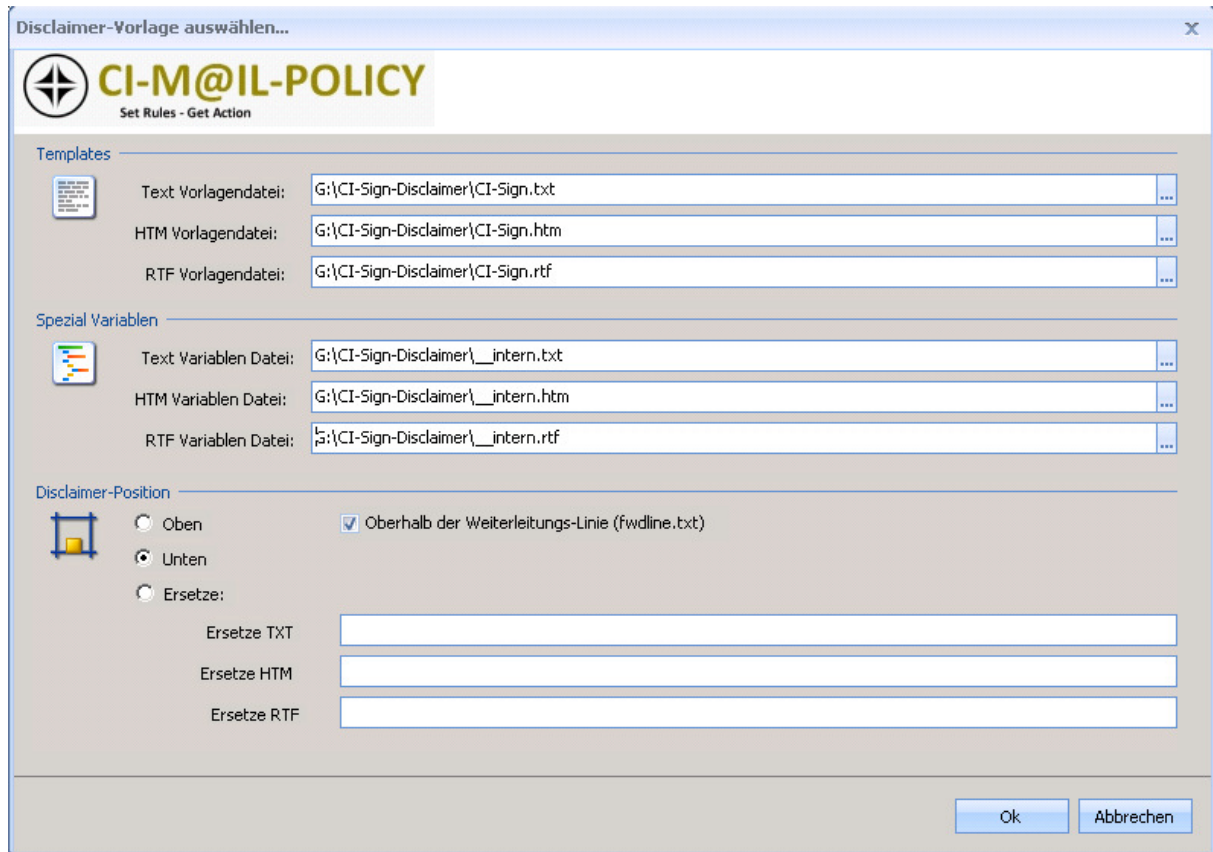 Disclaimer-Vorlage auswählen... x
CI-M@IL-POLICY
Set Rules - Get Action
Templates
Text Vorlagendatei: G:\CI-Sign-Disclaimer\CI-Sign.txt ...
HTM Vorlagendatei: G:\CI-Sign-Disclaimer\CI-Sign.htm ...
RTF Vorlagendatei: G:\CI-Sign-Disclaimer\CI-Sign.rtf ...
Spezial Variablen
Text Variablen Datei: G:\CI-Sign-Disclaimer\__intern.txt ...
HTM Variablen Datei: G:\CI-Sign-Disclaimer\__intern.htm ...
RTF Variablen Datei: G:\CI-Sign-Disclaimer\__intern.rtf ...
Disclaimer-Position
Oben Oberhalb der Weiterleitungs-Linie (fwdline.txt)
Unten
Ersetze:
Ersetze TXT
Ersetze HTM
Ersetze RTF
Ok Abbrechen